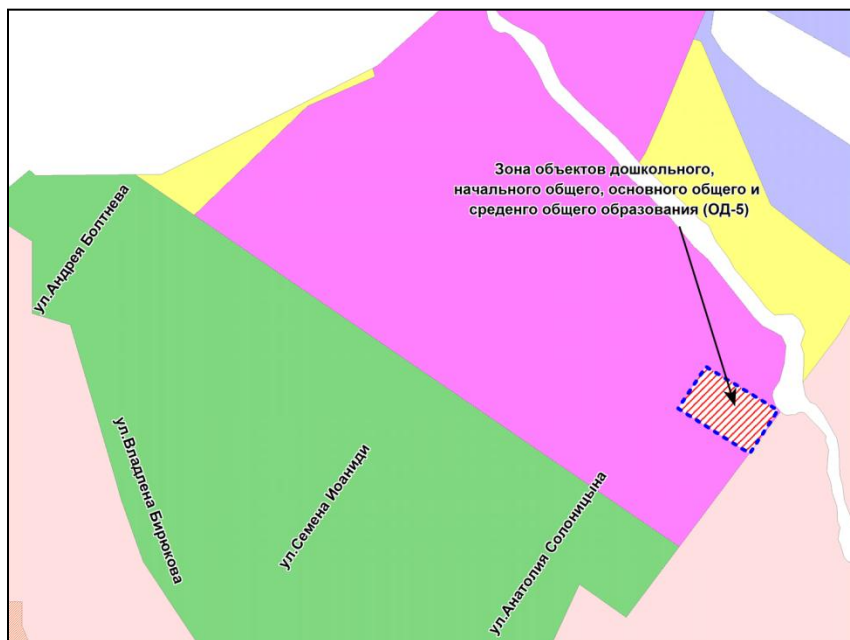 Зона объектов дошкольного,
начального общего, основного общего и
среденго общего образования (ОД-5)
ул.Андрея Болтнева
ул.Владлена Бирюкова
ул.Семена Иоаниди
ул.Анатолия Солоницына